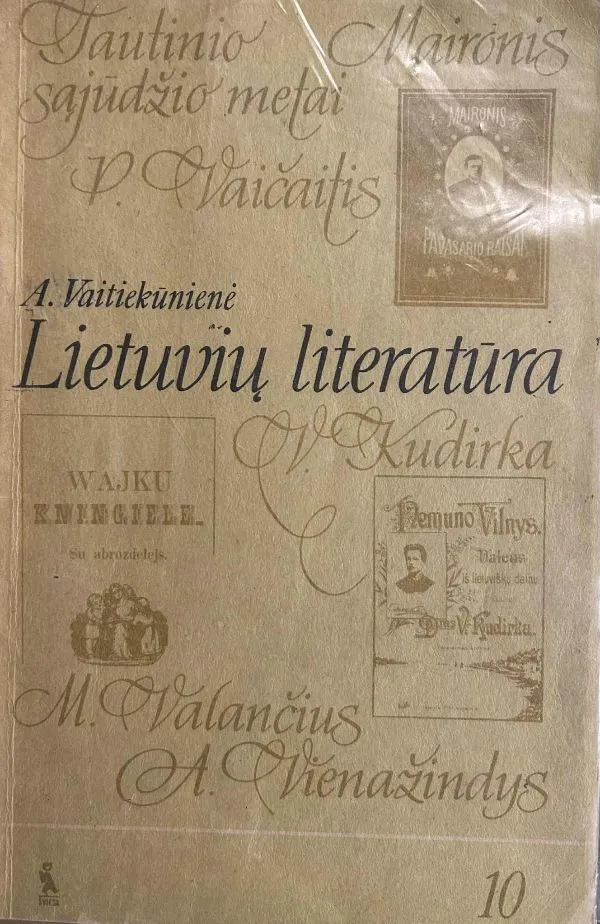 Tautinio
sąjūdžio metai
Maironis
P. Vaičaitis
MAIRONIS
PAVASARIO BALSAI
A. Vaitiekūnienė
Lietuvių literatūra
V. Kudirka
WAJKU
KNINGIELE.
Su abrozdelejs.
Nemuno Vilnys.
Valcas
iš lietuviškų dainų
V. Kudirka.
M. Valančius
A. Vienažindys
ŠVIESA
10